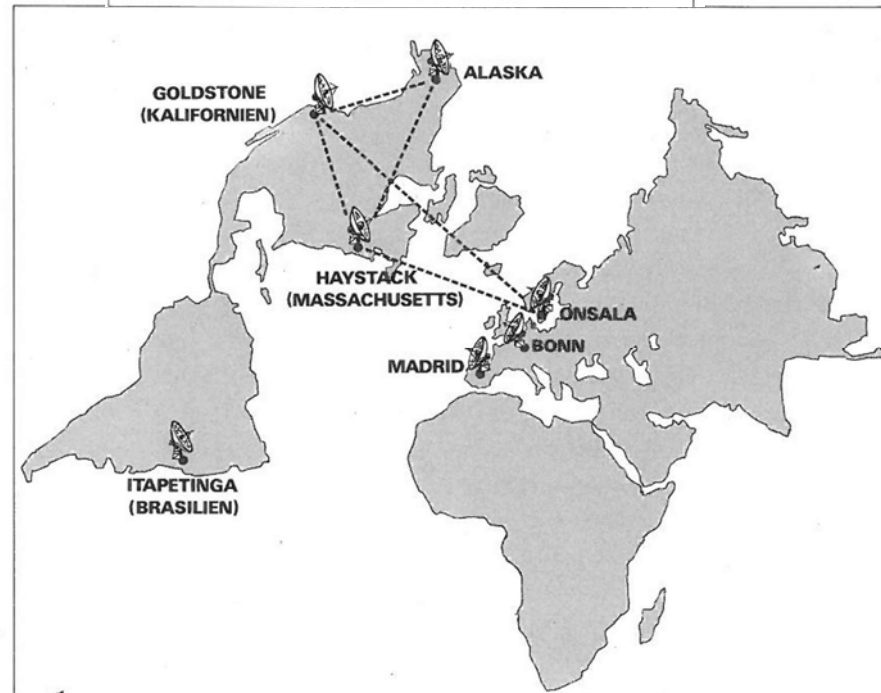 ALASKA
GOLDSTONE
(KALIFORNIEN)
HAYSTACK
(MASSACHUSETTS)
ONSALA
BONN
MADRID
ITAPETINGA
(BRASILIEN)